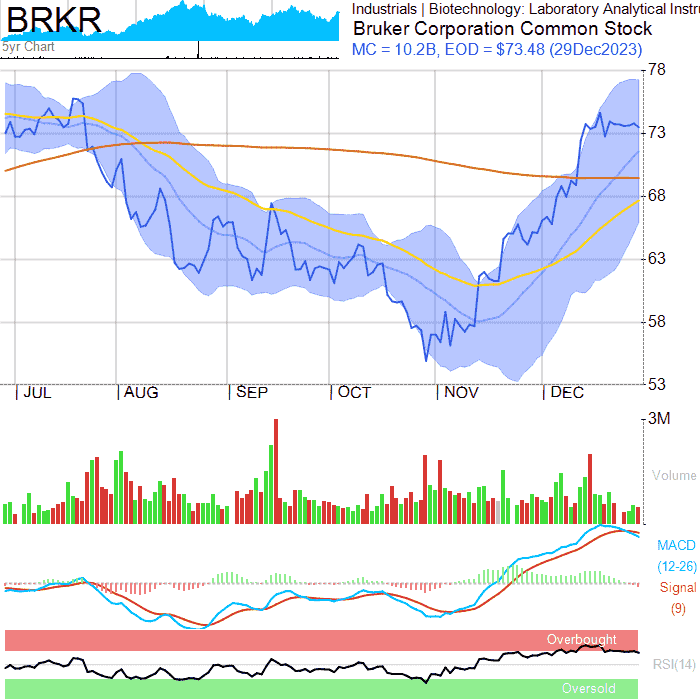 BRKR
5yr Chart
Industrials | Biotechnology: Laboratory Analytical Instru
Bruker Corporation Common Stock
MC = 10.2B, EOD = $73.48 (29Dec2023)
78
73
68
63
58
53
| JUL | AUG | SEP | OCT | NOV | DEC
3M
Volume
MACD
(12-26)
Signal
(9)
Overbought
RSI(14)
Oversold